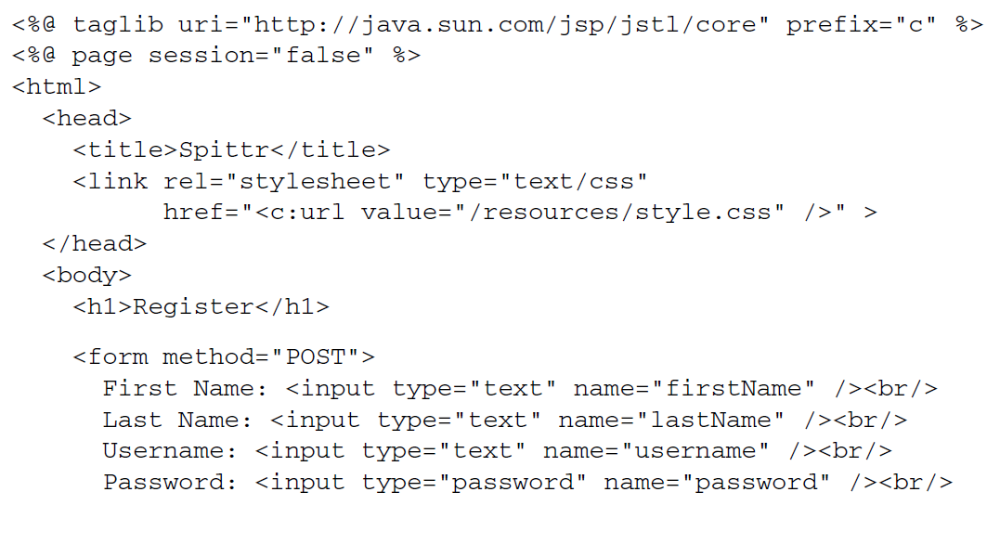 <%@ taglib uri="http://java.sun.com/jsp/jstl/core" prefix="c" %>
<%@ page session="false" %>
<html>
  <head>
    <title>Spittr</title>
    <link rel="stylesheet" type="text/css"
          href="<c:url value="/resources/style.css" />" >
  </head>
  <body>
    <h1>Register</h1>
    <form method="POST">
      First Name: <input type="text" name="firstName" /><br/>
      Last Name: <input type="text" name="lastName" /><br/>
      Username: <input type="text" name="username" /><br/>
      Password: <input type="password" name="password" /><br/>